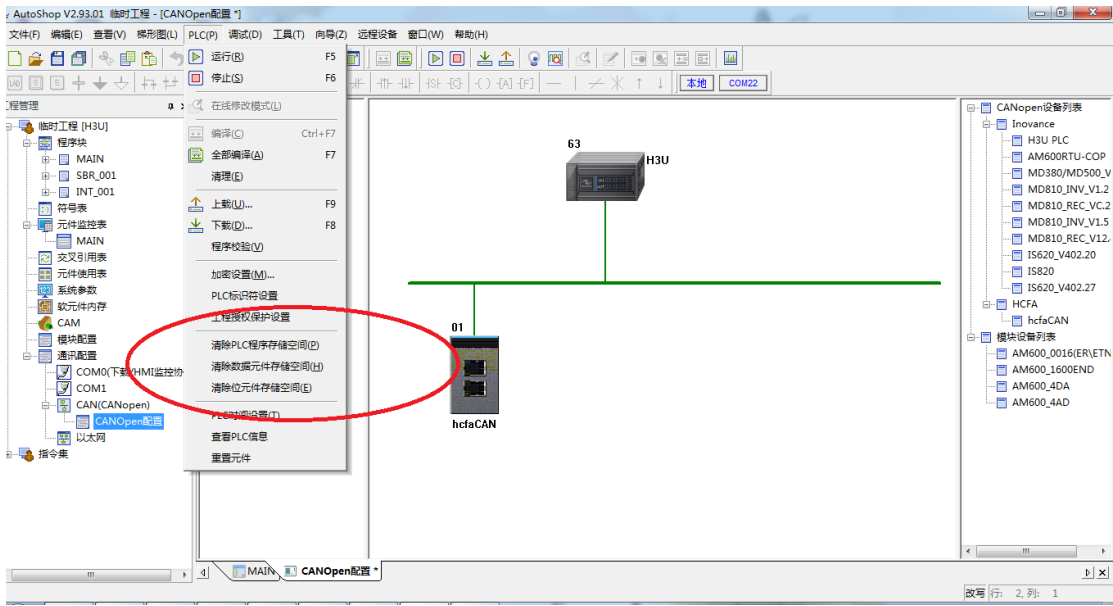 AutoShop V2.93.01 临时工程 - [CANOpen配置 *]
文件(F) 编辑(E) 查看(V) 梯形图(L) PLC(P) 调试(D) 工具(T) 向导(Z) 远程设备 窗口(W) 帮助(H)
本地 COM22
工程管理
临时工程 [H3U]
程序块
MAIN
SBR_001
INT_001
符号表
元件监控表
MAIN
交叉引用表
元件使用表
系统参数
软元件内存
CAM
模块配置
通讯配置
COM0(下载/HMI监控协
COM1
CAN(CANopen)
CANOpen配置
以太网
指令集
运行(R) F5
停止(S) F6
在线修改模式(L)
编译(C) Ctrl+F7
全部编译(A) F7
清理(E)
上载(U)... F9
下载(D)... F8
程序校验(V)
加密设置(M)...
PLC标识符设置
工程授权保护设置
清除PLC程序存储空间(P)
清除数据元件存储空间(H)
清除位元件存储空间(E)
PLC时间设置(T)
查看PLC信息
重置元件
63
H3U
01
hcfaCAN
CANopen设备列表
Inovance
H3U PLC
AM600RTU-COP
MD380/MD500_V
MD810_INV_V1.2
MD810_REC_VC.2
MD810_INV_V1.5
MD810_REC_V12.
IS620_V402.20
IS820
IS620_V402.27
HCFA
hcfaCAN
模块设备列表
AM600_0016(ER\ETN
AM600_1600END
AM600_4DA
AM600_4AD
MAIN CANOpen配置 *
改写 行: 2, 列: 1